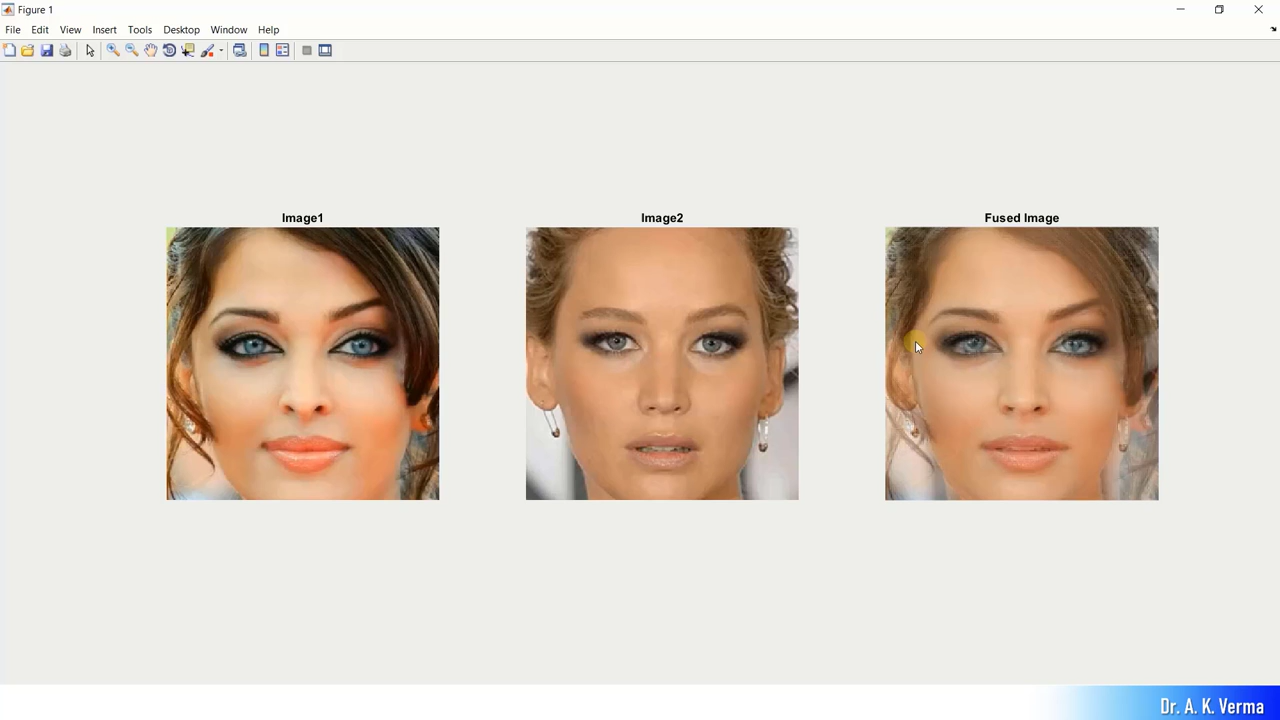 Figure 1
File Edit View Insert Tools Desktop Window Help
Image1 Image2 Fused Image
Dr. A. K. Verma